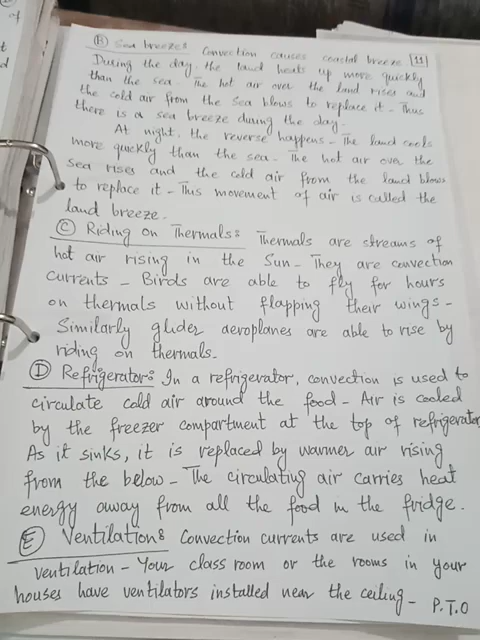 (B) Sea breeze: Convection causes coastal breeze [11]
During the day the land heats up more quickly
than the sea - The hot air over the land rises and
the cold air from the sea blows to replace it - Thus
there is a sea breeze during the day -
At night, the reverse happens - The land cools
more quickly than the sea - The hot air over the
sea rises and the cold air from the land blows
to replace it - This movement of air is called the
land breeze.
(C) Riding on Thermals: Thermals are streams of
hot air rising in the Sun - They are convection
currents - Birds are able to fly for hours
on thermals without flapping their wings -
Similarly glider aeroplanes are able to rise by
riding on thermals.
(D) Refrigerator: In a refrigerator, convection is used to
circulate cold air around the food - Air is cooled
by the freezer compartment at the top of refrigerator
As it sinks, it is replaced by warmer air rising
from the below - The circulating air carries heat
energy away from all the food in the fridge.
(E) Ventilation: Convection currents are used in
ventilation - Your class room or the rooms in your
houses have ventilators installed near the ceiling - P.T.O